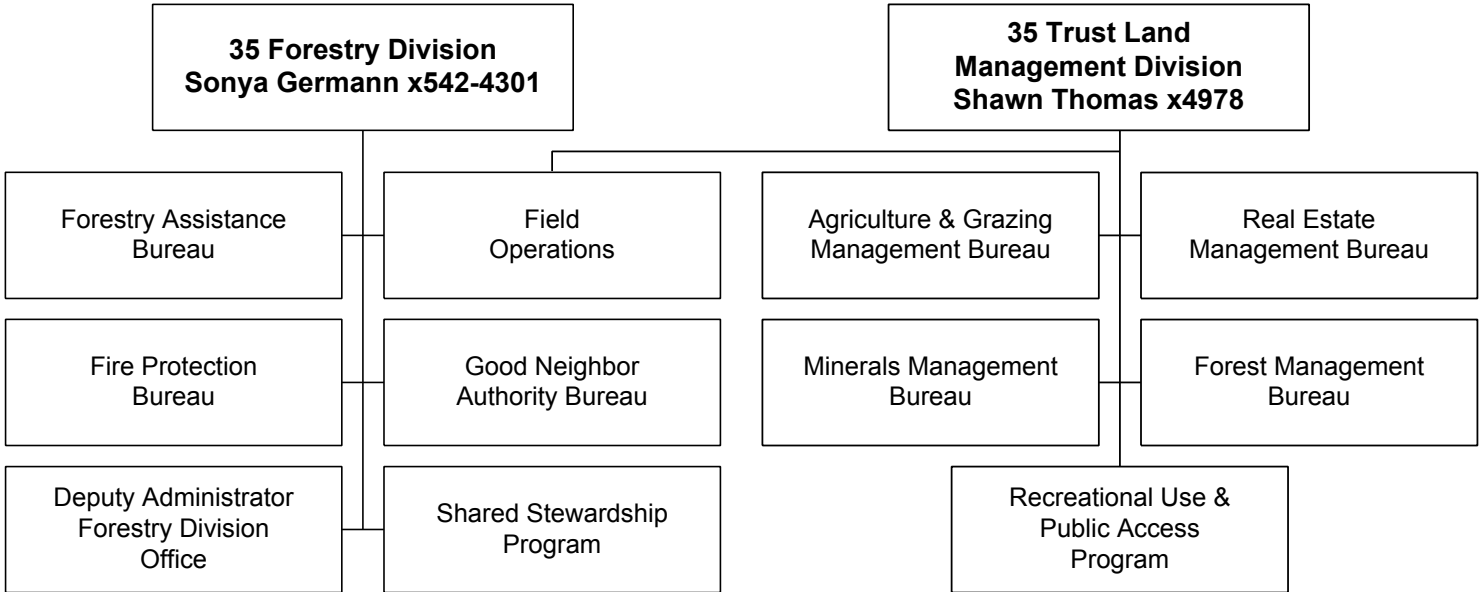 35 Forestry Division
Sonya Germann x542-4301
35 Trust Land
Management Division
Shawn Thomas x4978
Forestry Assistance
Bureau
Field
Operations
Agriculture & Grazing
Management Bureau
Real Estate
Management Bureau
Fire Protection
Bureau
Good Neighbor
Authority Bureau
Minerals Management
Bureau
Forest Management
Bureau
Deputy Administrator
Forestry Division
Office
Shared Stewardship
Program
Recreational Use &
Public Access
Program